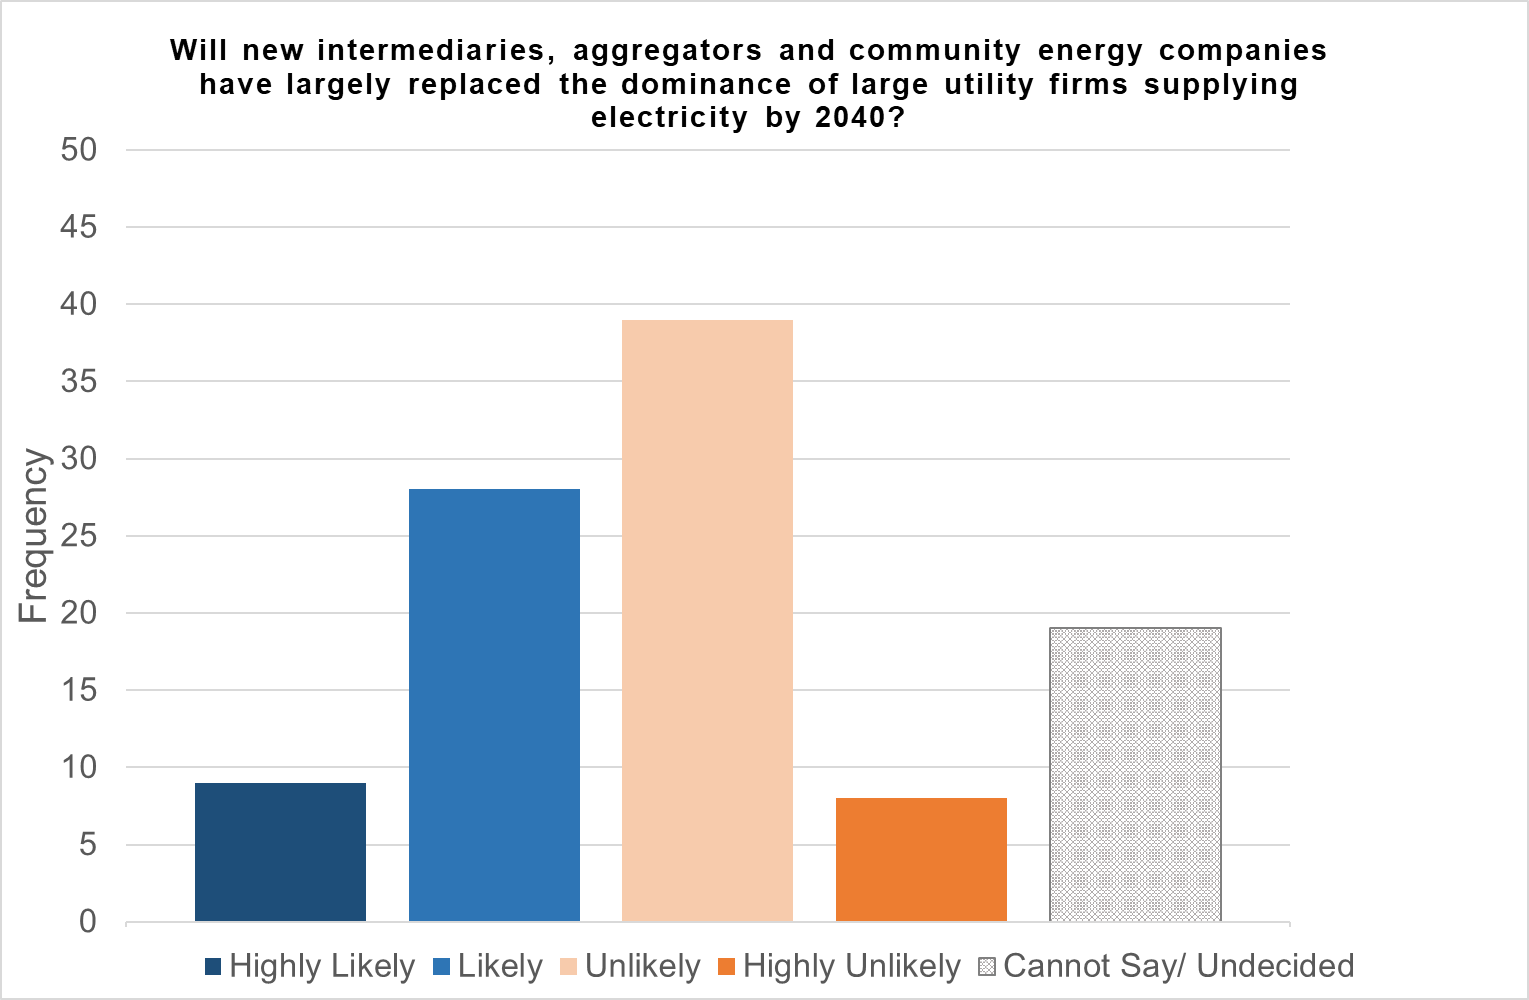 Will new intermediaries, aggregators and community energy companies
have largely replaced the dominance of large utility firms supplying
electricity by 2040?
50
45
40
35
30
25
20
15
10
5
0
Frequency
Highly Likely Likely Unlikely Highly Unlikely Cannot Say/ Undecided